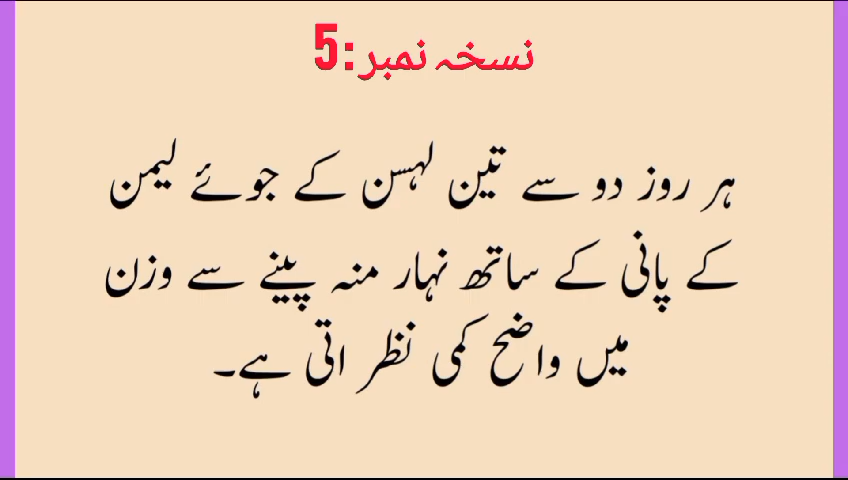 نسخہ نمبر:5
ہر روز دو سے تین لہسن کے جوئے لیمن
کے پانی کے ساتھ نہار منہ پینے سے وزن
میں واضح کمی نظر اتی ہے۔